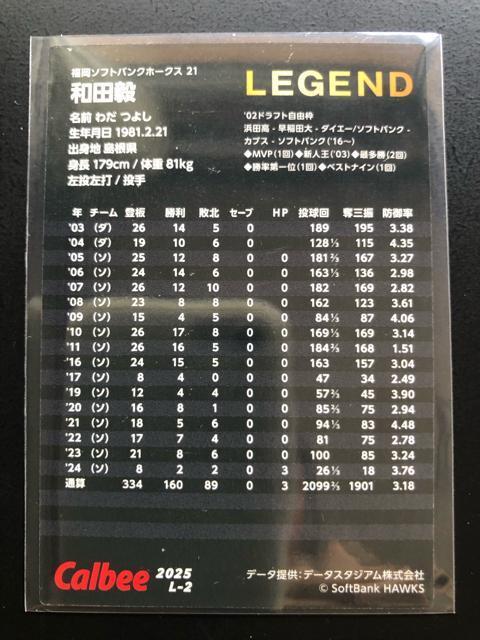 福岡ソフトバンクホークス 21
和田毅
名前 わだ つよし
生年月日 1981.2.21
出身地 島根県
身長 179cm / 体重 81kg
左投左打 / 投手
LEGEND
'02ドラフト自由枠
浜田高 - 早稲田大 - ダイエー/ソフトバンク -
カブス - ソフトバンク('16〜)
◆MVP(1回)◆新人王('03)◆最多勝(2回)
◆勝率第一位(1回)◆ベストナイン(1回)
年 チーム 登板 勝利 敗北 セーブ HP 投球回 奪三振 防御率
'03 (ダ) 26 14 5 0 189 195 3.38
'04 (ダ) 19 10 6 0 128⅓ 115 4.35
'05 (ソ) 25 12 8 0 0 181⅔ 167 3.27
'06 (ソ) 24 14 6 0 0 163⅓ 136 2.98
'07 (ソ) 26 12 10 0 0 182 169 2.82
'08 (ソ) 23 8 8 0 0 162 123 3.61
'09 (ソ) 15 4 5 0 0 84⅓ 87 4.06
'10 (ソ) 26 17 8 0 0 169⅓ 169 3.14
'11 (ソ) 26 16 5 0 0 184⅔ 168 1.51
'16 (ソ) 24 15 5 0 0 163 157 3.04
'17 (ソ) 8 4 0 0 0 47 34 2.49
'19 (ソ) 12 4 4 0 0 57⅔ 45 3.90
'20 (ソ) 16 8 1 0 0 85⅔ 75 2.94
'21 (ソ) 18 5 6 0 0 94⅓ 83 4.48
'22 (ソ) 17 7 4 0 0 81 75 2.78
'23 (ソ) 21 8 6 0 0 100 85 3.24
'24 (ソ) 8 2 2 0 3 26⅓ 18 3.76
通算 334 160 89 0 3 2099⅔ 1901 3.18
Calbee 2025
L-2
データ提供:データスタジアム株式会社
© SoftBank HAWKS